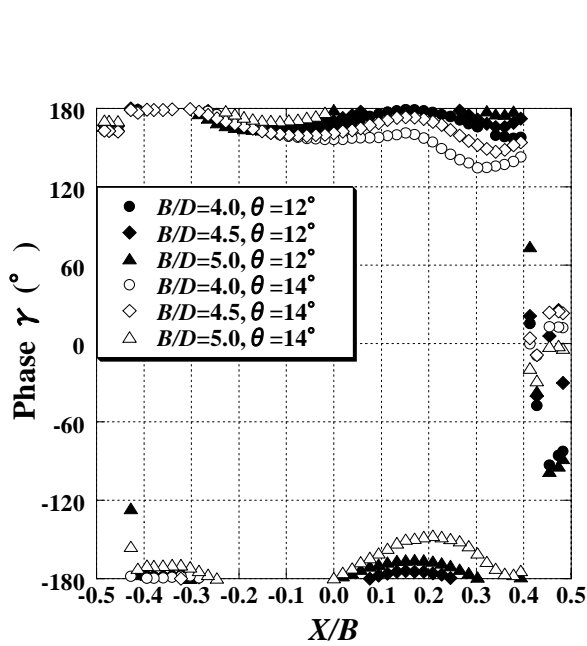 180
120
60
0
-60
-120
-180
Phase γ (°)
B/D=4.0, θ =12°
B/D=4.5, θ =12°
B/D=5.0, θ =12°
B/D=4.0, θ =14°
B/D=4.5, θ =14°
B/D=5.0, θ =14°
-0.5 -0.4 -0.3 -0.2 -0.1 0.0 0.1 0.2 0.3 0.4 0.5
X/B